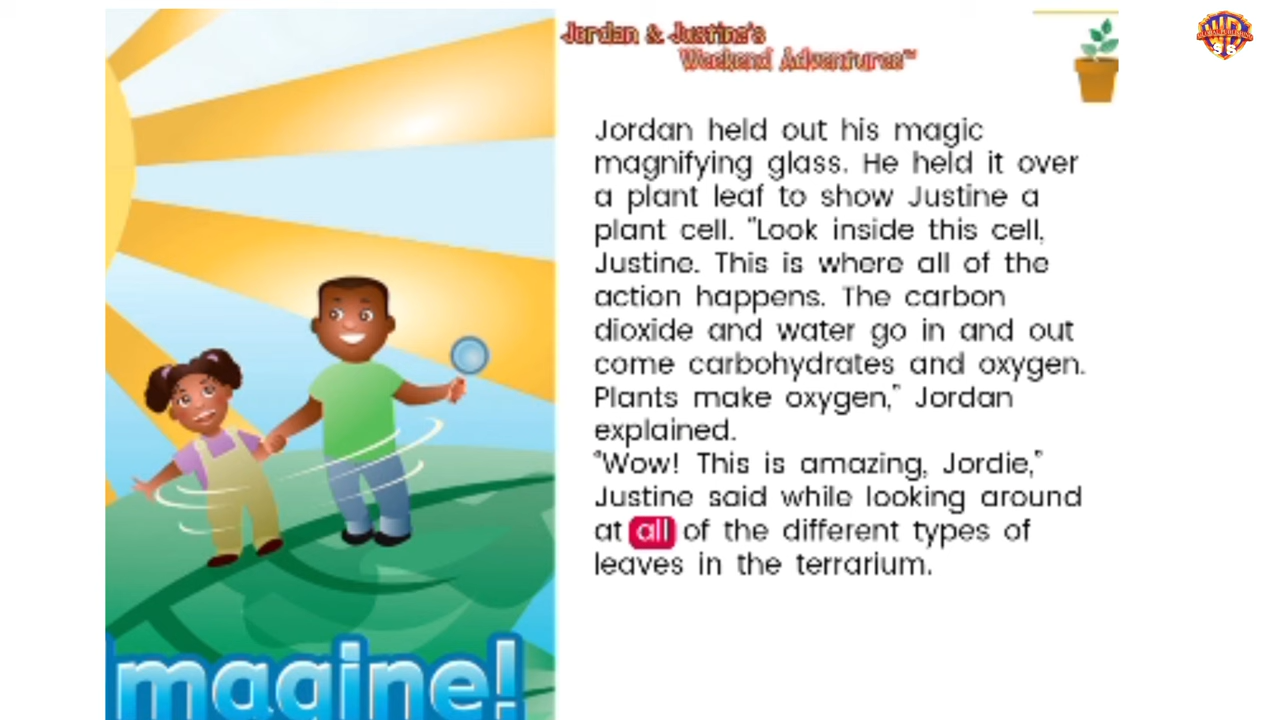 Jordan & Justine's
Weekend Adventures™
Jordan held out his magic
magnifying glass. He held it over
a plant leaf to show Justine a
plant cell. "Look inside this cell,
Justine. This is where all of the
action happens. The carbon
dioxide and water go in and out
come carbohydrates and oxygen.
Plants make oxygen," Jordan
explained.
"Wow! This is amazing, Jordie,"
Justine said while looking around
at all of the different types of
leaves in the terrarium.
magine!